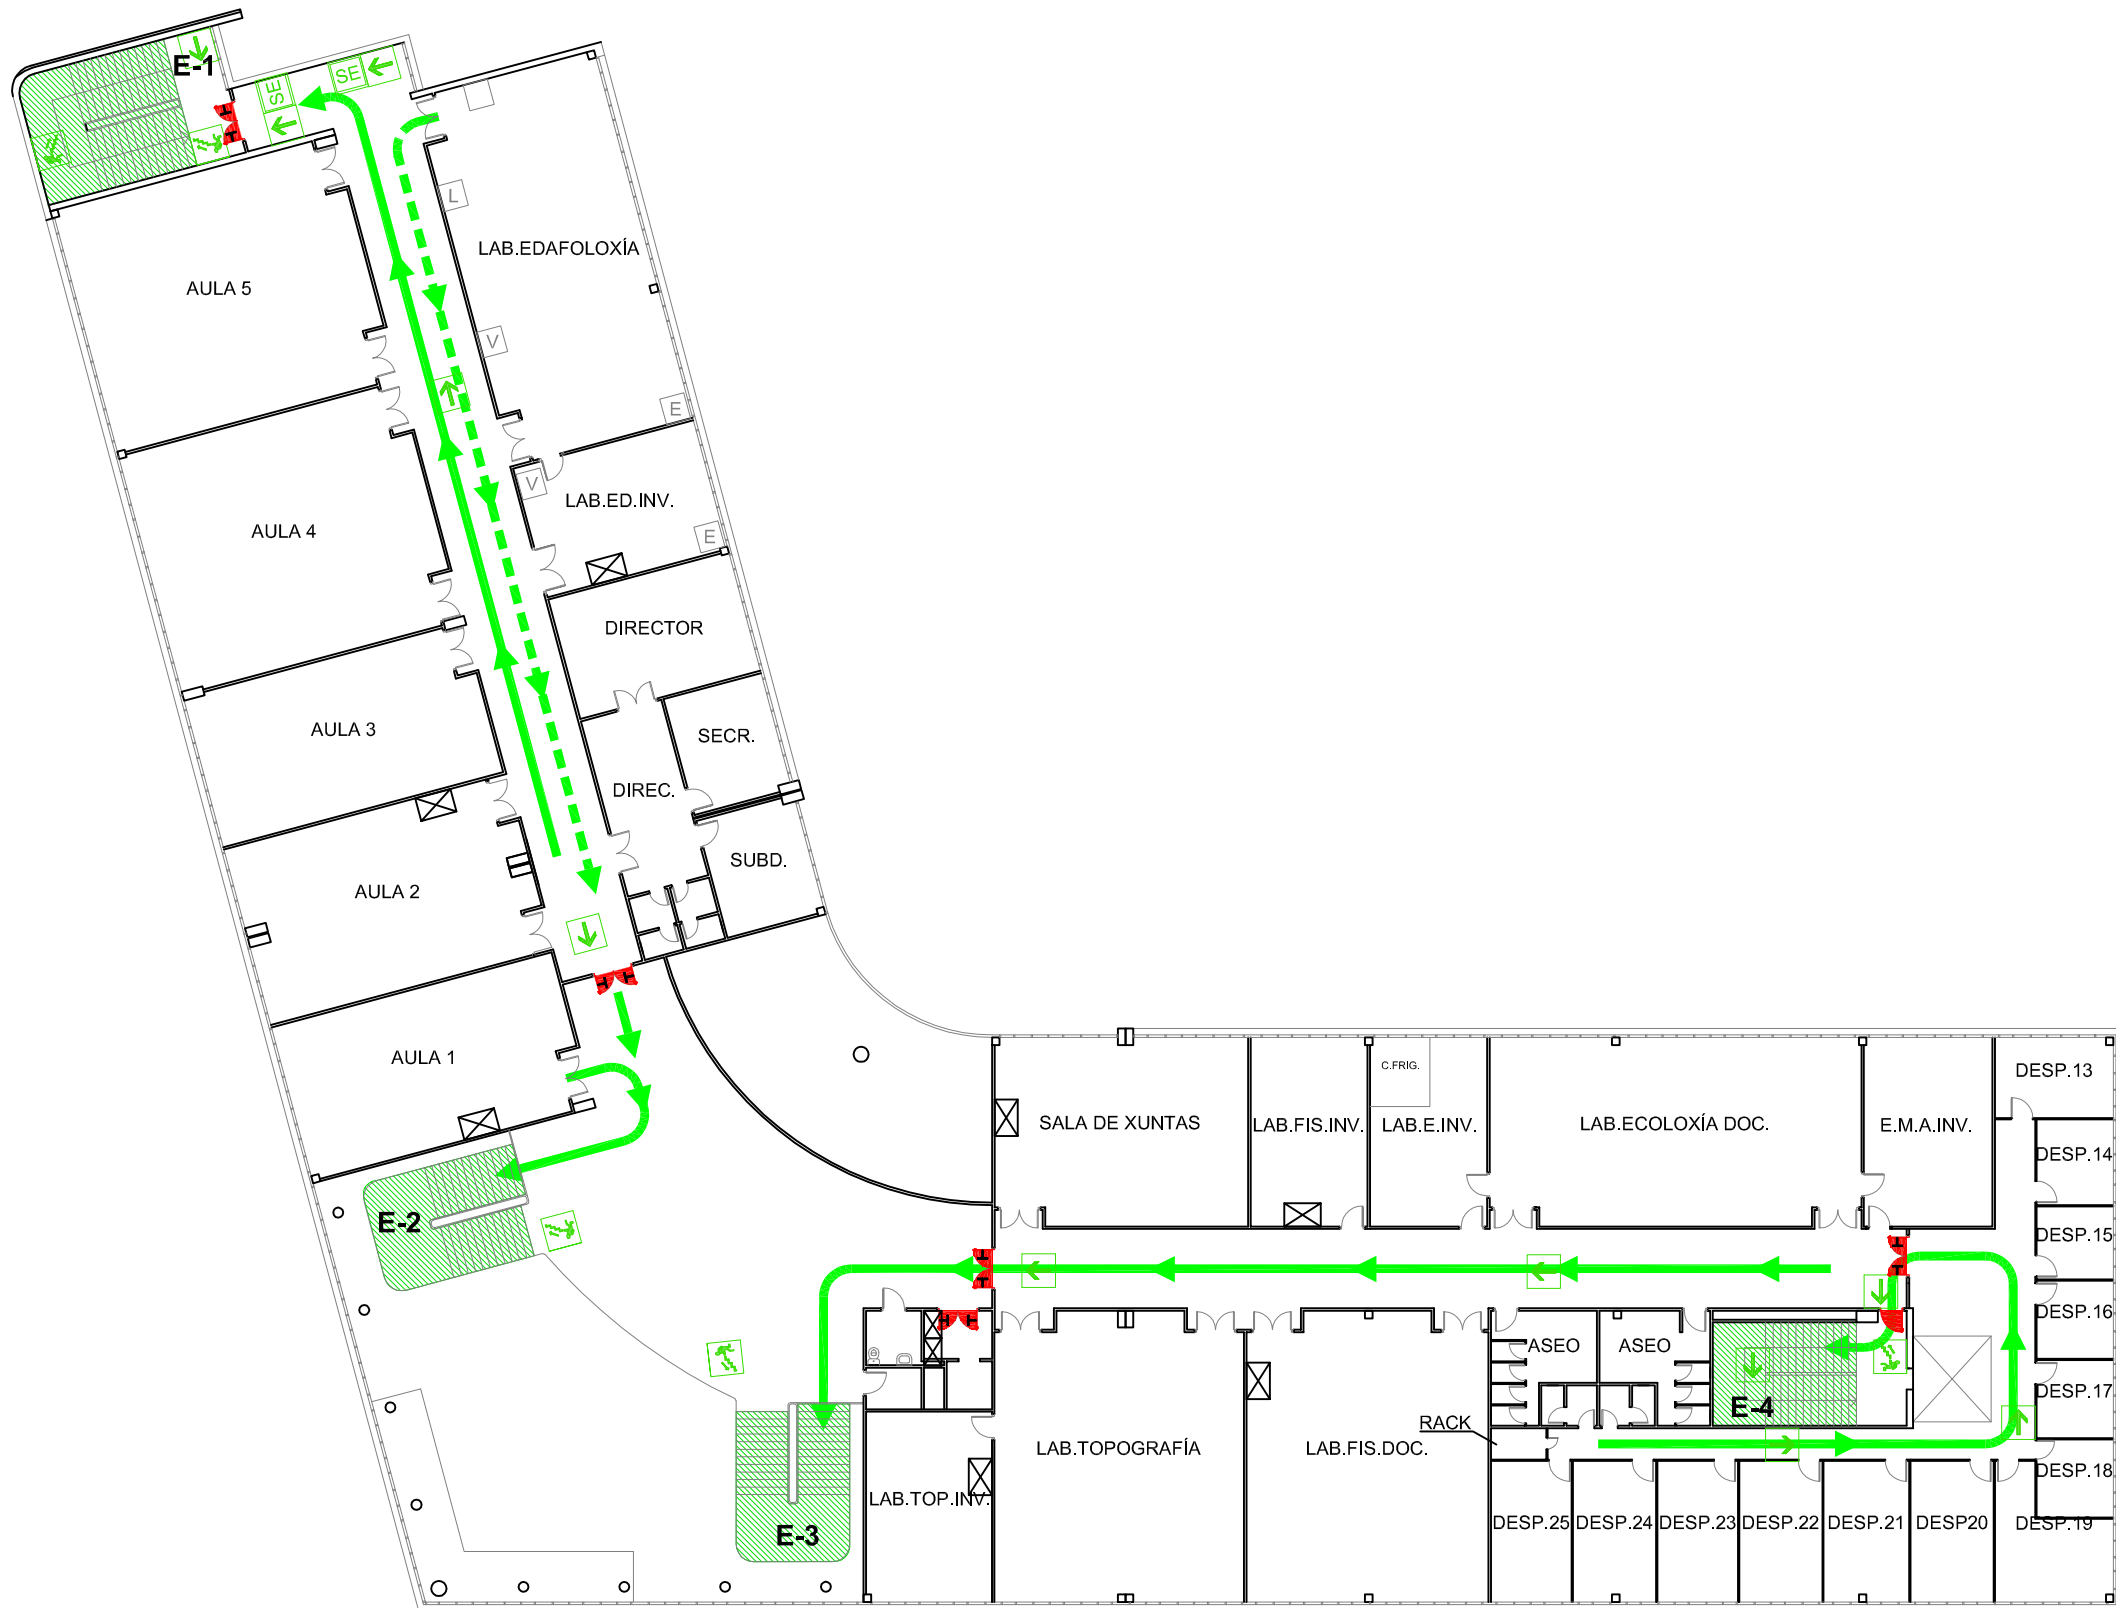 E-1
SE
SE
L
LAB.EDAFOLOXÍA
AULA 5
V
E
V
LAB.ED.INV.
E
AULA 4
DIRECTOR
AULA 3
SECR.
DIREC.
SUBD.
AULA 2
AULA 1
E-2
C.FRIG.
DESP.13
SALA DE XUNTAS
LAB.FIS.INV.
LAB.E.INV.
LAB.ECOLOXÍA DOC.
E.M.A.INV.
DESP.14
DESP.15
DESP.16
ASEO
ASEO
DESP.17
E-4
RACK
LAB.TOPOGRAFÍA
LAB.FIS.DOC.
DESP.18
LAB.TOP.INV.
E-3
DESP.25
DESP.24
DESP.23
DESP.22
DESP.21
DESP20
DESP.19